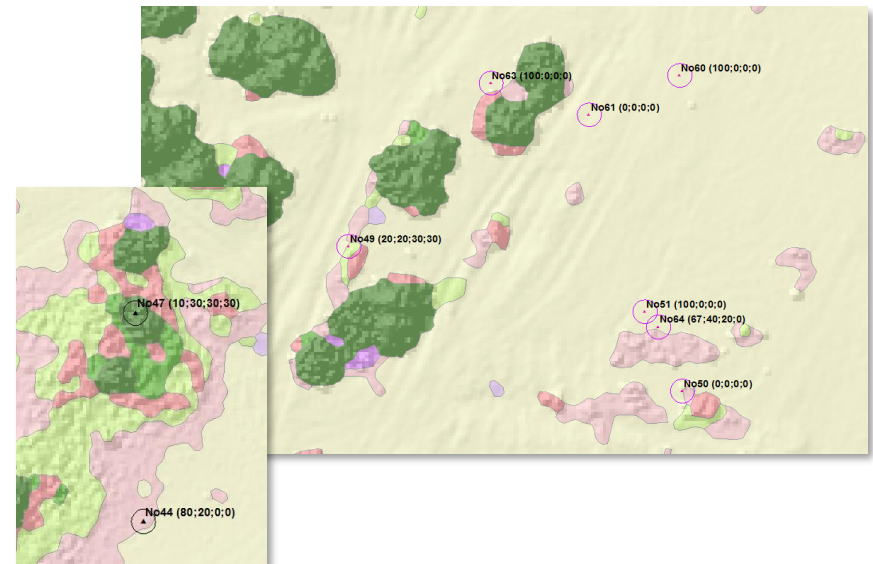 No63 (100;0;0;0)
No60 (100;0;0;0)
No61 (0;0;0;0)
No49 (20;20;30;30)
No47 (10;30;30;30)
No51 (100;0;0;0)
No64 (67;40;20;0)
No50 (0;0;0;0)
No44 (80;20;0;0)